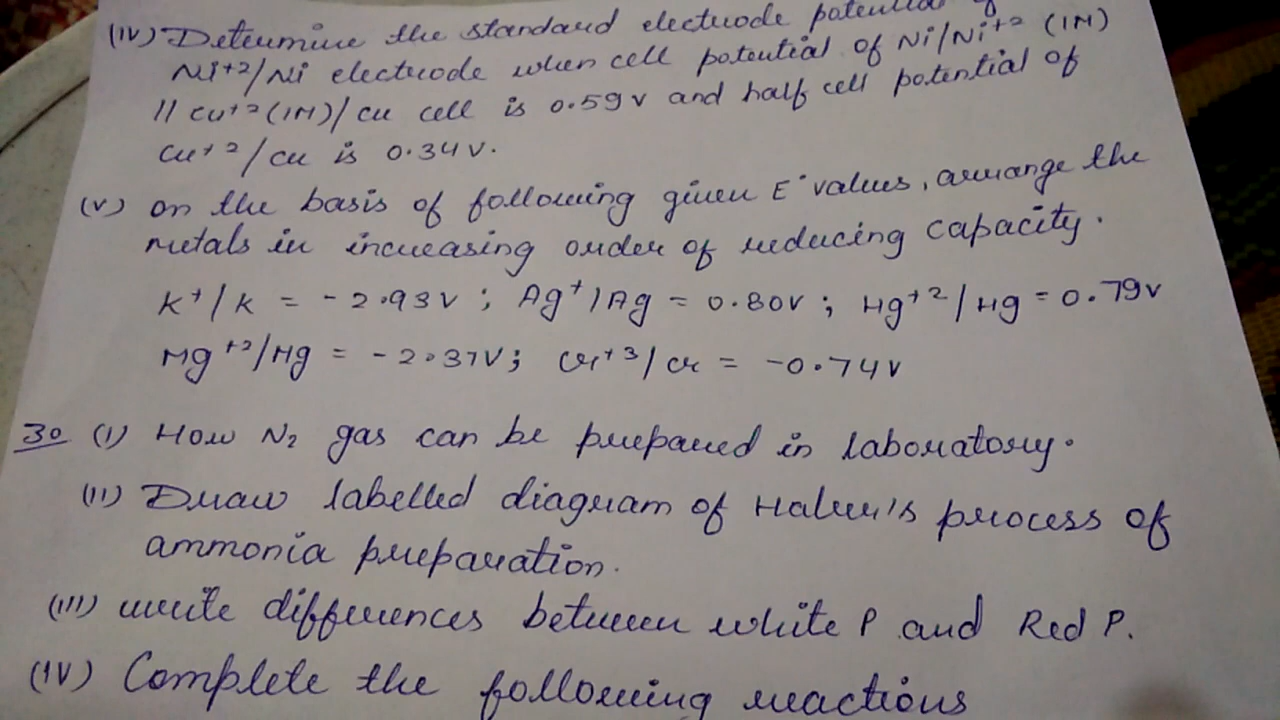 (iv) Determine the standard electrode potential of
Ni+2/Ni electrode when cell potential of Ni/Ni+2 (1M)
// Cu+2 (1M)/cu cell is 0.59v and half cell potential of
Cu+2/cu is 0.34v.
(v) on the basis of following given E° values, arrange the
metals in increasing order of reducing capacity.
K+/K = -2.93V ; Ag+/Ag = 0.80V ; Hg+2/Hg = 0.79v
Mg+2/Mg = -2.37V; Cr+3/cr = -0.74v
30 (i) How N2 gas can be prepared in laboratory.
(ii) Draw labelled diagram of Haber's process of
ammonia preparation.
(iii) write differences between white P and Red P.
(iv) Complete the following reactions